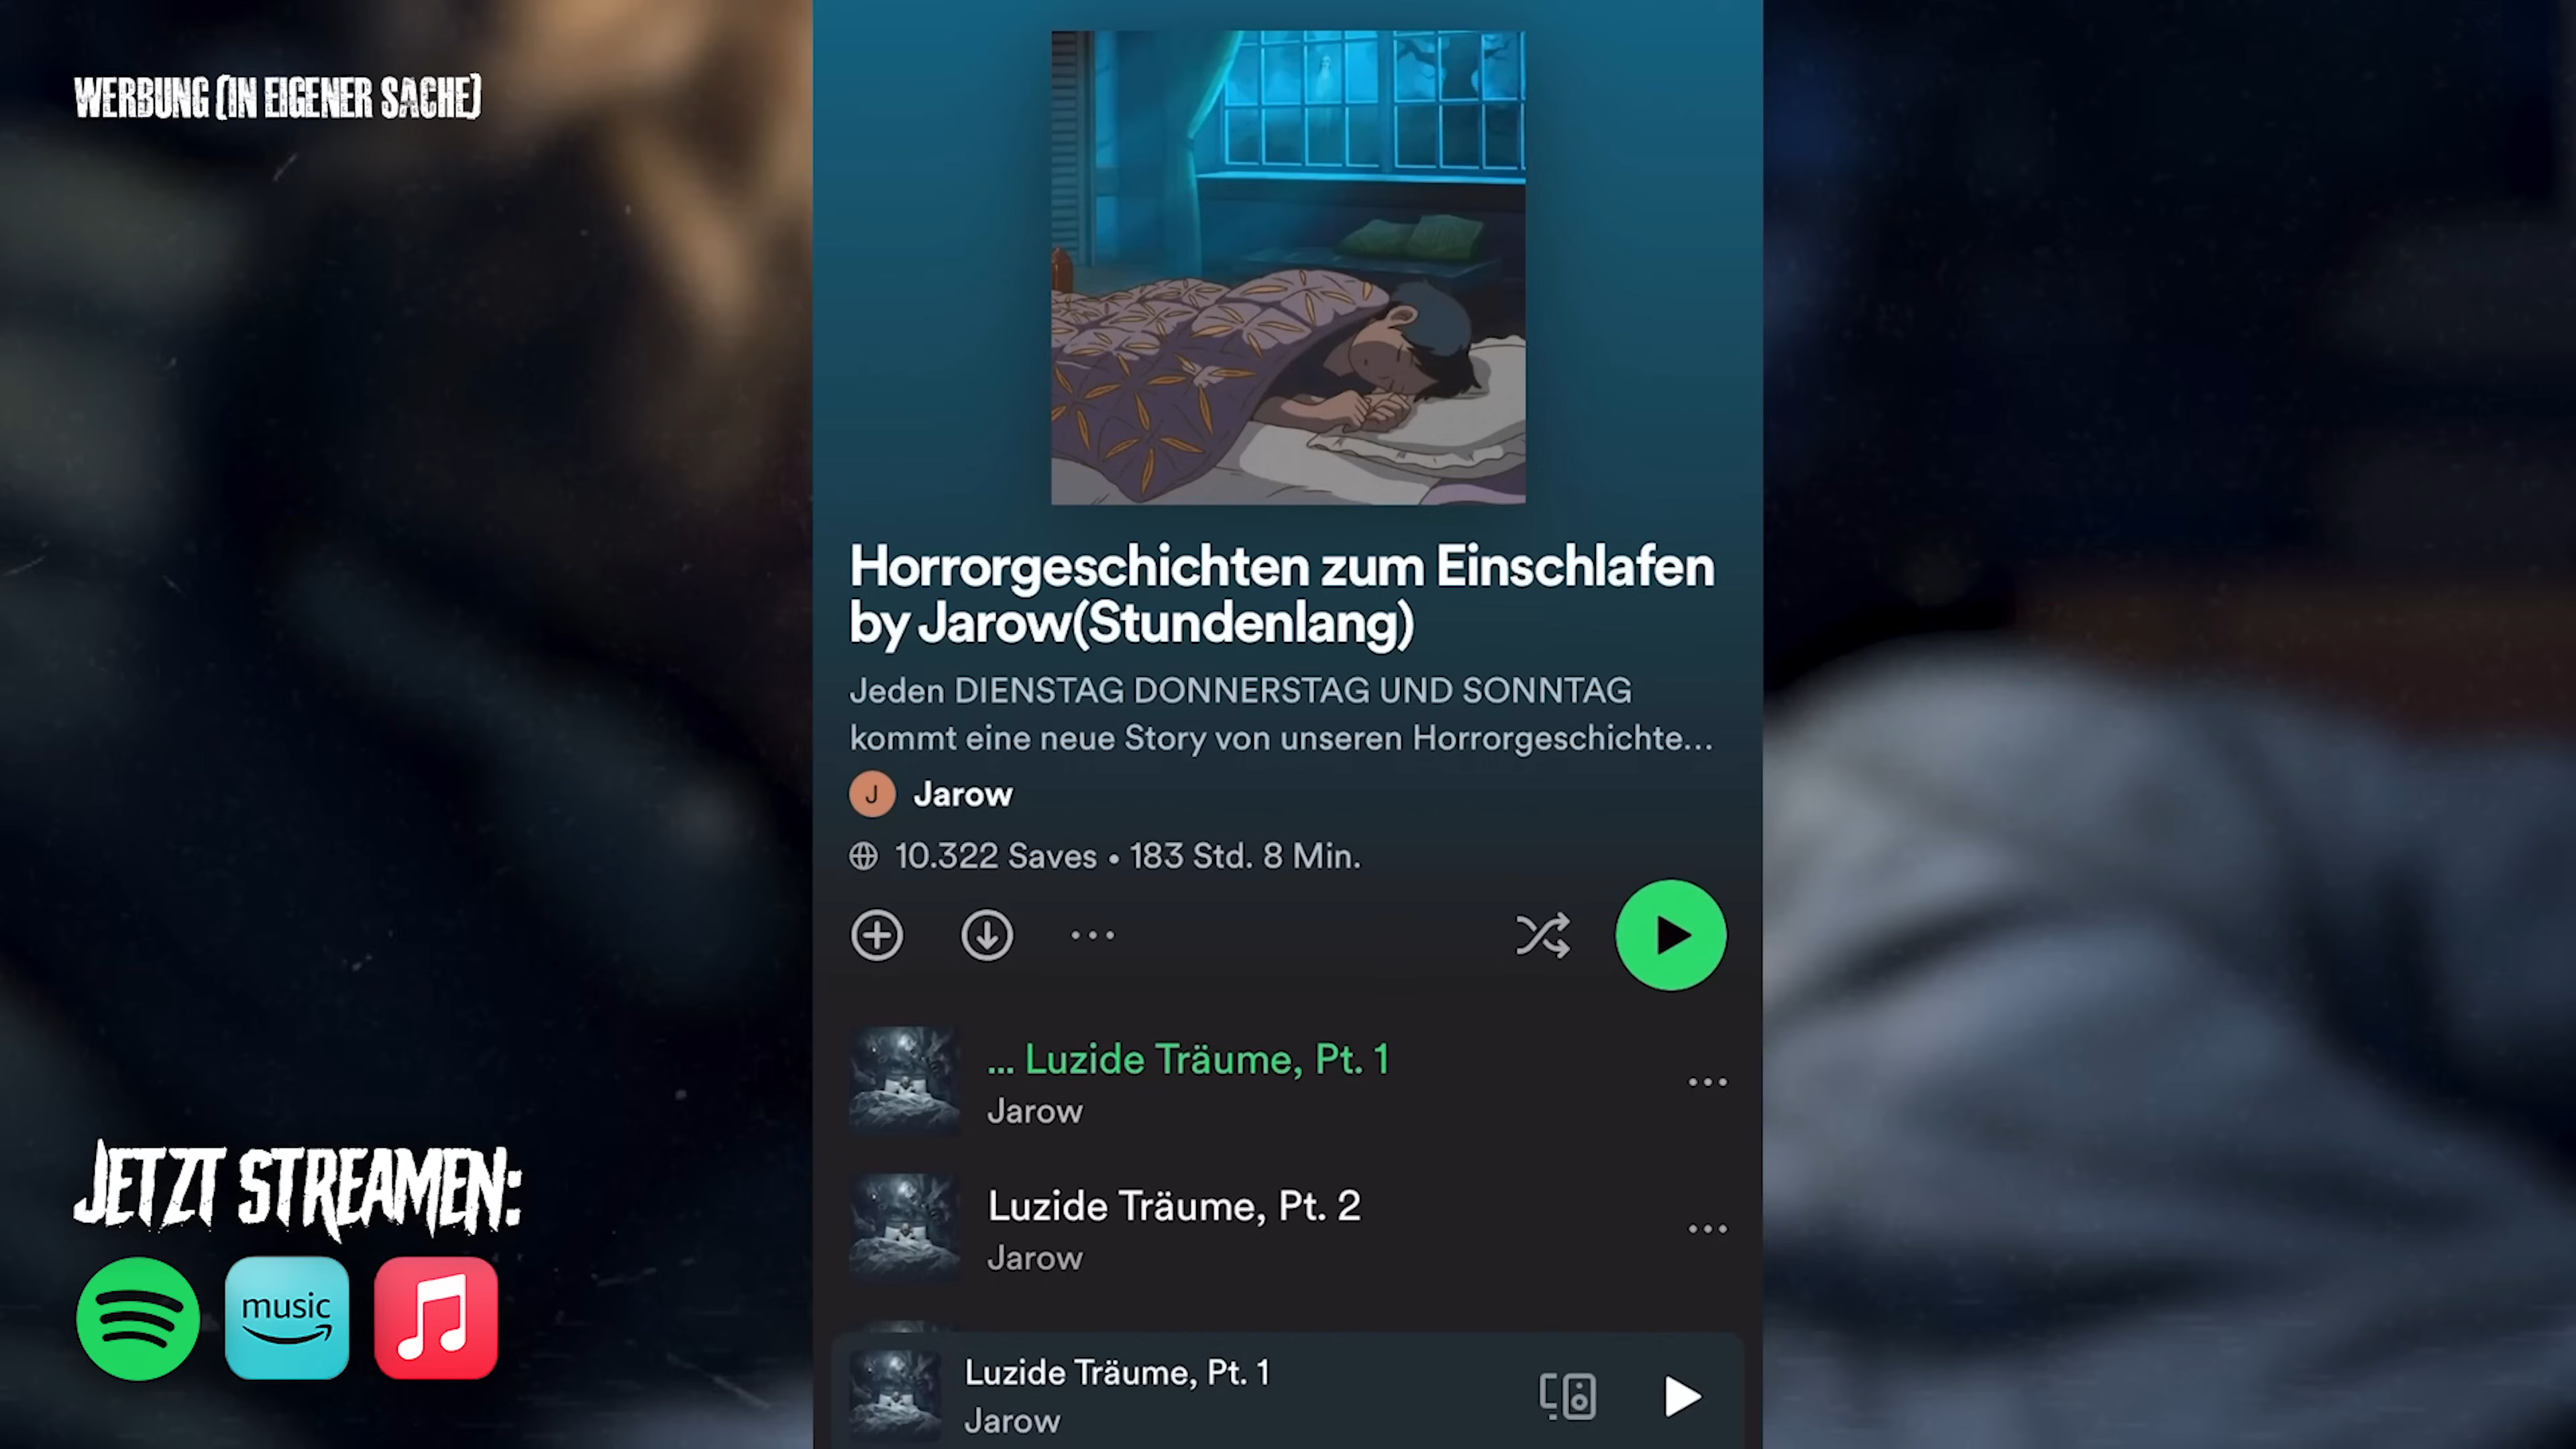 WERBUNG (IN EIGENER SACHE)
Horrorgeschichten zum Einschlafen
by Jarow(Stundenlang)
Jeden DIENSTAG DONNERSTAG UND SONNTAG
kommt eine neue Story von unseren Horrorgeschichte...
J Jarow
10.322 Saves • 183 Std. 8 Min.
... Luzide Träume, Pt. 1
Jarow
Luzide Träume, Pt. 2
Jarow
Luzide Träume, Pt. 1
Jarow
JETZT STREAMEN:
music